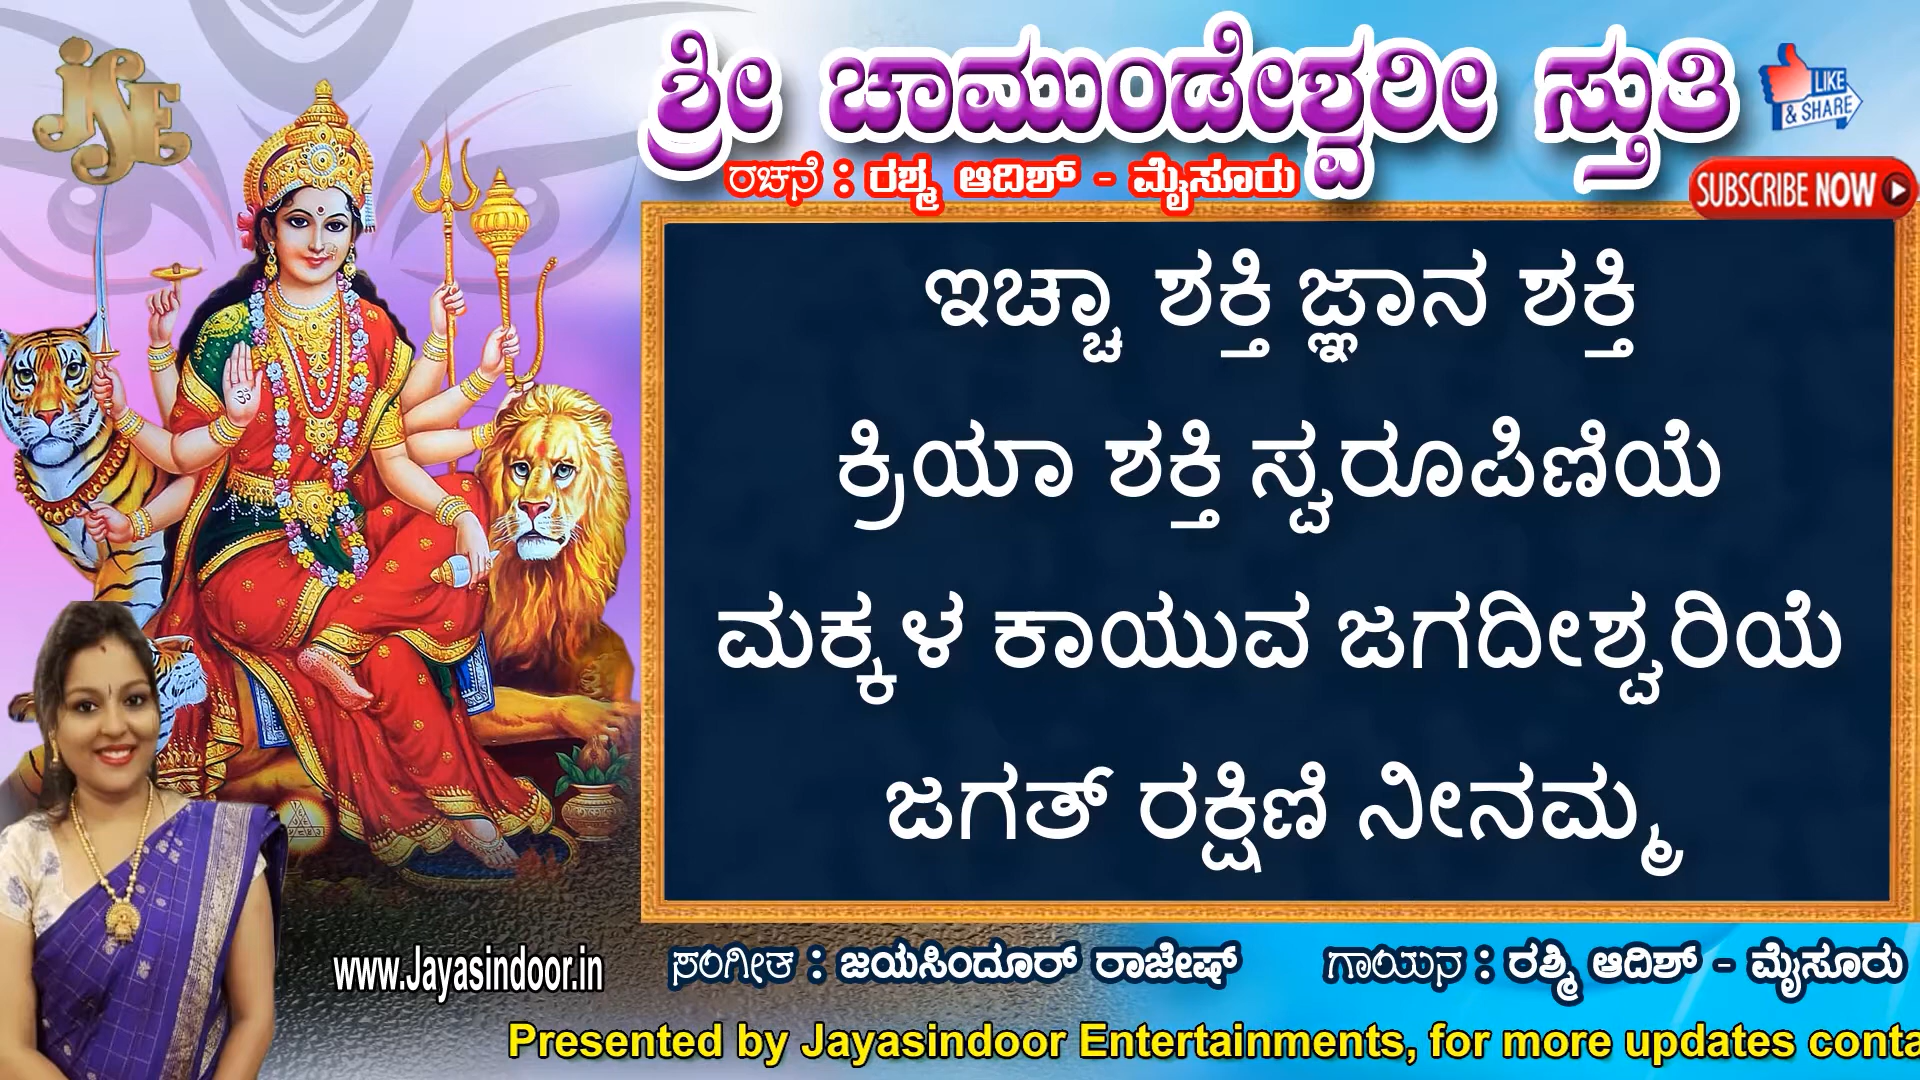 JSE
ಶ್ರೀ ಚಾಮುಂಡೇಶ್ವರೀ ಸ್ತುತಿ
LIKE
& SHARE
ರಚನೆ : ರಶ್ಮಿ ಆದಿಶ್ - ಮೈಸೂರು
SUBSCRIBE NOW
ಇಚ್ಚಾ ಶಕ್ತಿ ಜ್ಞಾನ ಶಕ್ತಿ
ಕ್ರಿಯಾ ಶಕ್ತಿ ಸ್ವರೂಪಿಣಿಯೆ
ಮಕ್ಕಳ ಕಾಯುವ ಜಗದೀಶ್ವರಿಯೆ
ಜಗತ್ ರಕ್ಷಿಣಿ ನೀನಮ್ಮ
www.Jayasindoor.in
ಸಂಗೀತ : ಜಯಸಿಂದೂರ್ ರಾಜೇಷ್
ಗಾಯನ : ರಶ್ಮಿ ಆದಿಶ್ - ಮೈಸೂರು
Presented by Jayasindoor Entertainments, for more updates conta